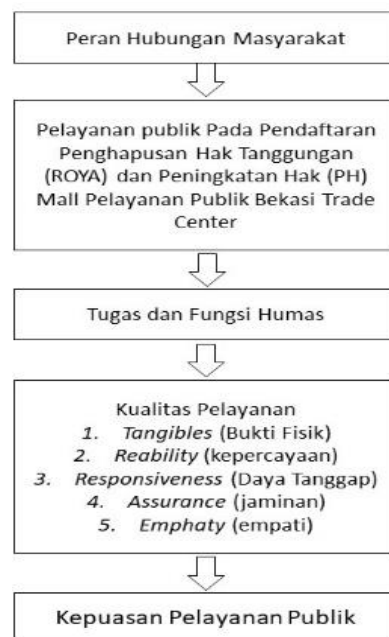 Peran Hubungan Masyarakat
Pelayanan publik Pada Pendaftaran
Penghapusan Hak Tanggungan
(ROYA) dan Peningkatan Hak (PH)
Mall Pelayanan Publik Bekasi Trade
Center
Tugas dan Fungsi Humas
Kualitas Pelayanan
1. Tangibles (Bukti Fisik)
2. Reability (kepercayaan)
3. Responsiveness (Daya Tanggap)
4. Assurance (jaminan)
5. Emphaty (empati)
Kepuasan Pelayanan Publik